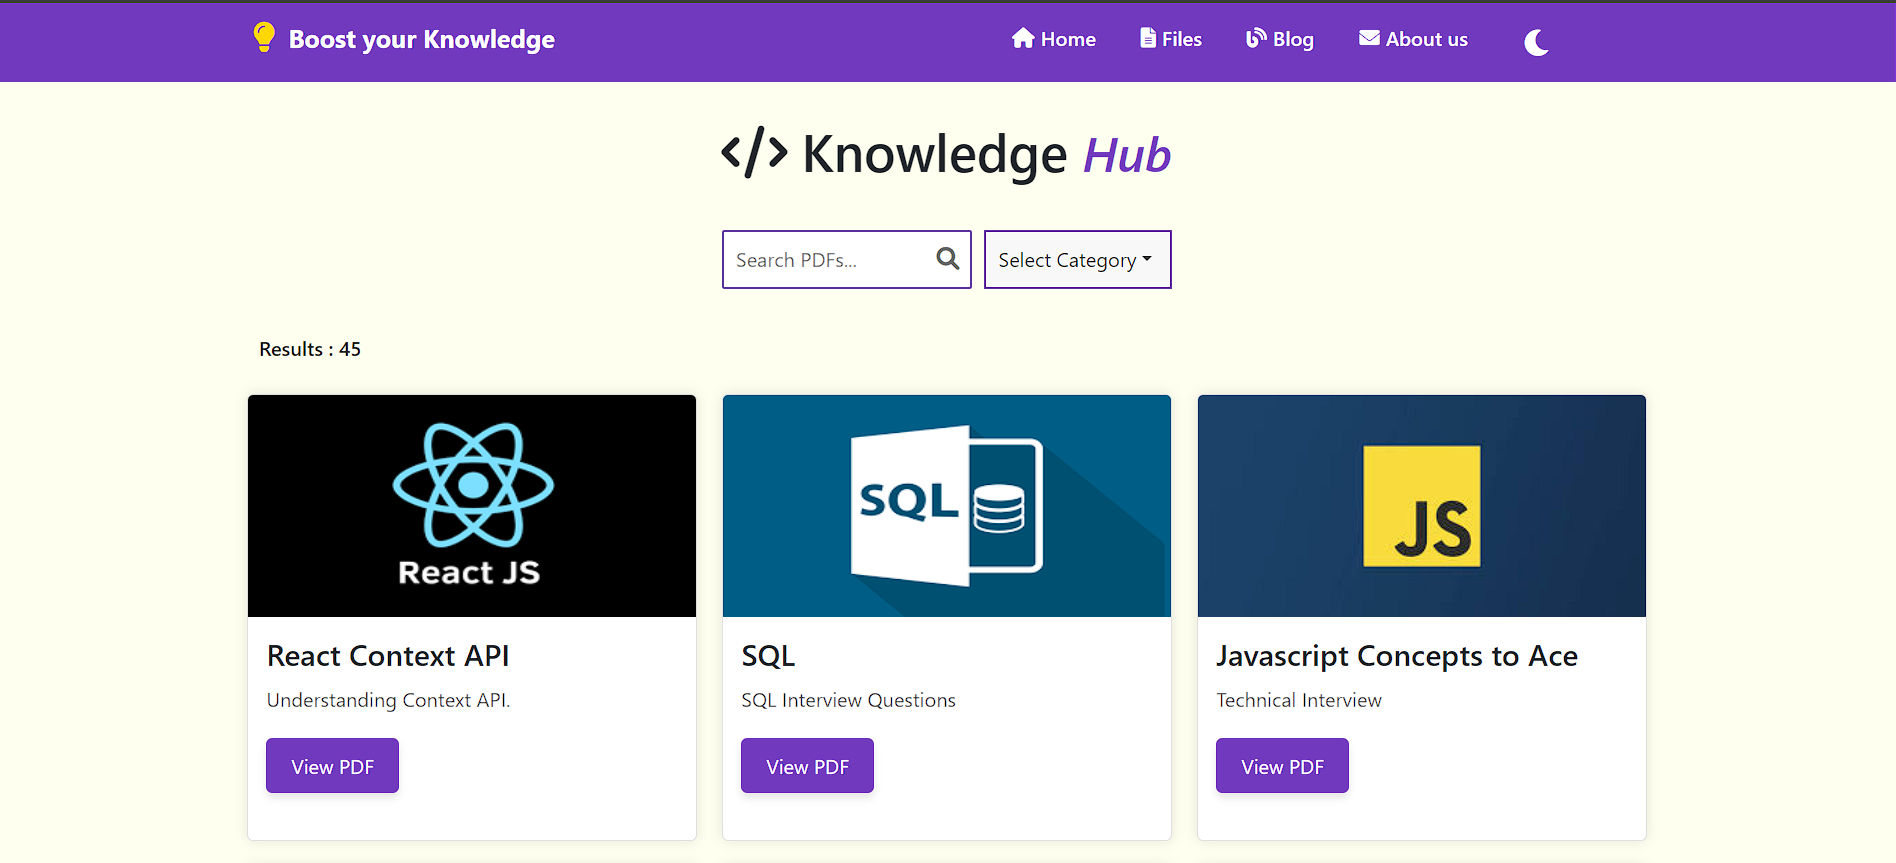 Boost your Knowledge
Home
Files
Blog
About us
</> Knowledge Hub
Search PDFs...
Select Category
Results : 45
React JS
SQL
JS
React Context API
SQL
Javascript Concepts to Ace
Understanding Context API.
SQL Interview Questions
Technical Interview
View PDF
View PDF
View PDF